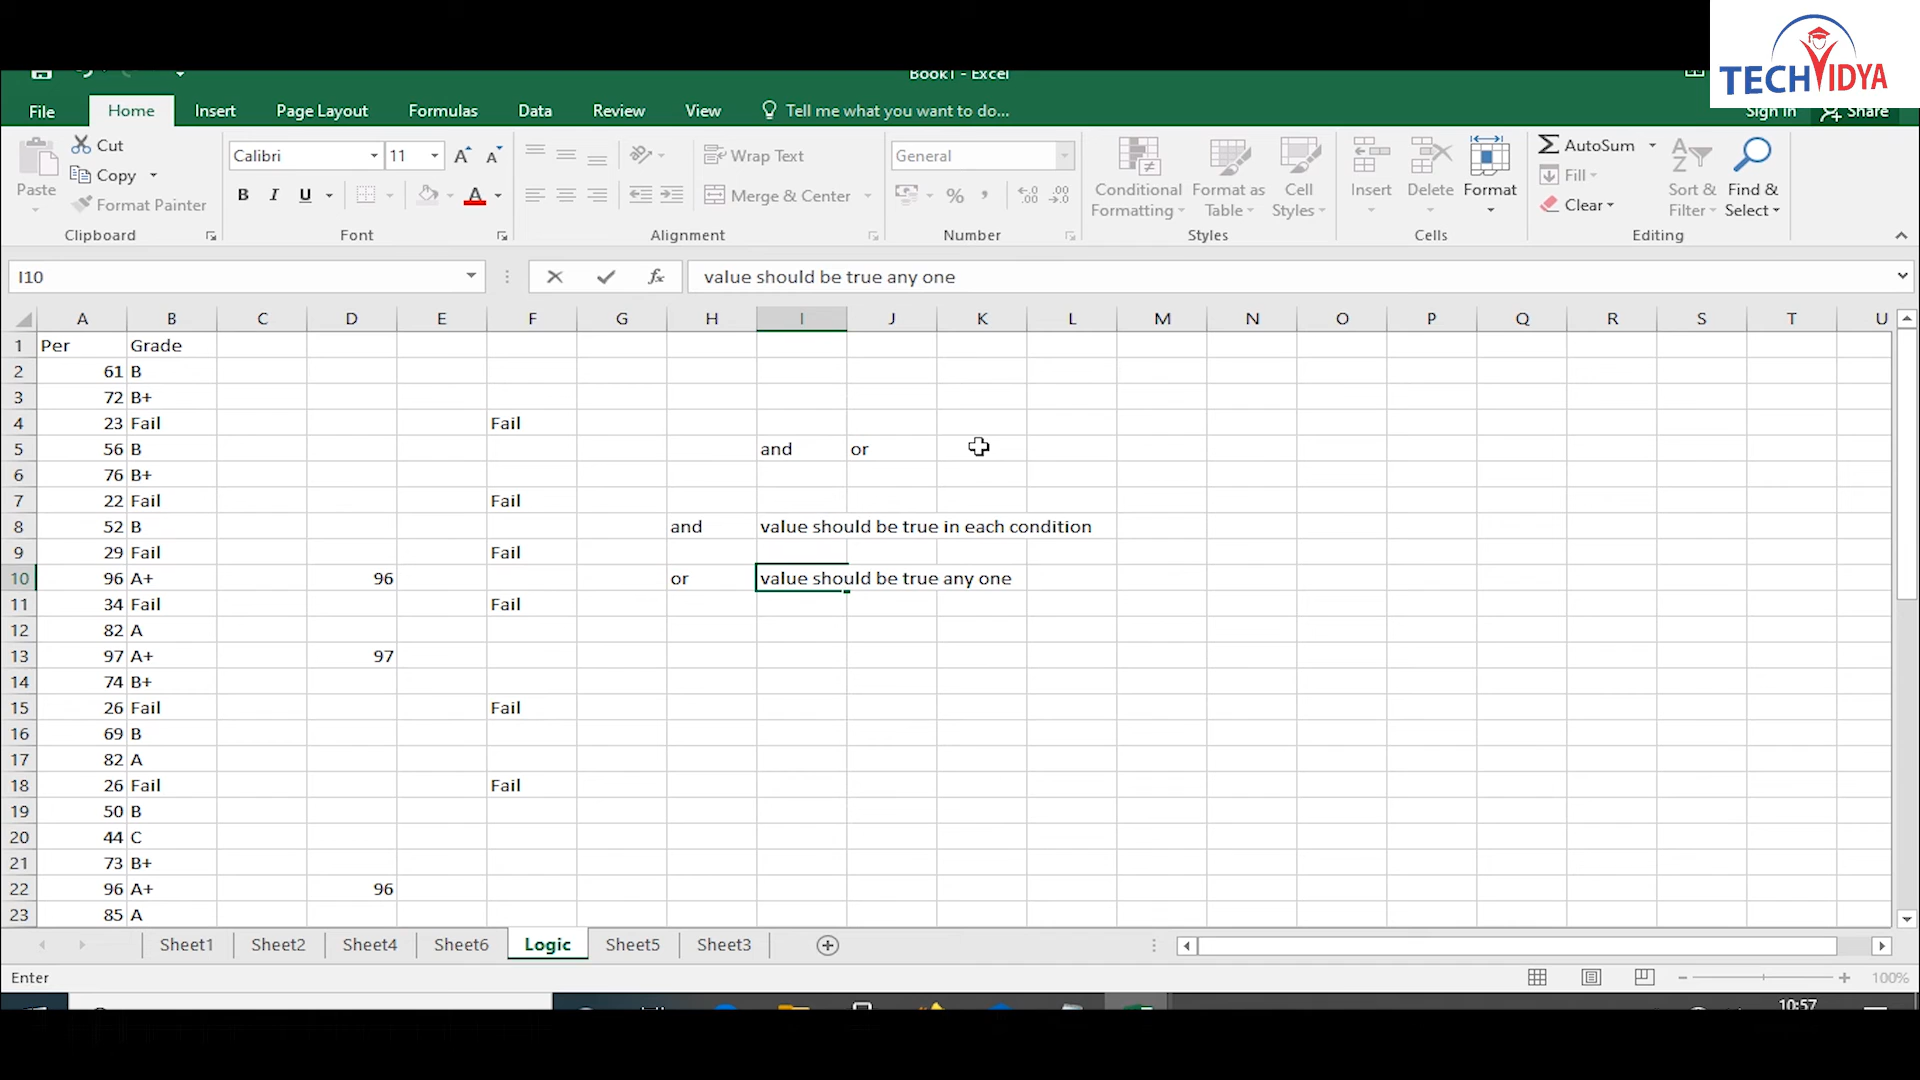 TECHVIDYA
Book1 - Excel
File Home Insert Page Layout Formulas Data Review View Tell me what you want to do... Sign in Share
Paste Cut Copy Format Painter
Calibri 11
B I U A
Wrap Text
Merge & Center
General
%
Conditional Formatting Format as Table Cell Styles
Insert Delete Format
AutoSum Fill Clear
Sort & Filter Find & Select
Clipboard Font Alignment Number Styles Cells Editing
I10 fx value should be true any one
A B C D E F G H I J K L M N O P Q R S T U
1 Per Grade
2 61 B
3 72 B+
4 23 Fail Fail
5 56 B and or
6 76 B+
7 22 Fail Fail
8 52 B and value should be true in each condition
9 29 Fail Fail
10 96 A+ 96 or value should be true any one
11 34 Fail Fail
12 82 A
13 97 A+ 97
14 74 B+
15 26 Fail Fail
16 69 B
17 82 A
18 26 Fail Fail
19 50 B
20 44 C
21 73 B+
22 96 A+ 96
23 85 A
Sheet1 Sheet2 Sheet4 Sheet6 Logic Sheet5 Sheet3
Enter 100%
10:57